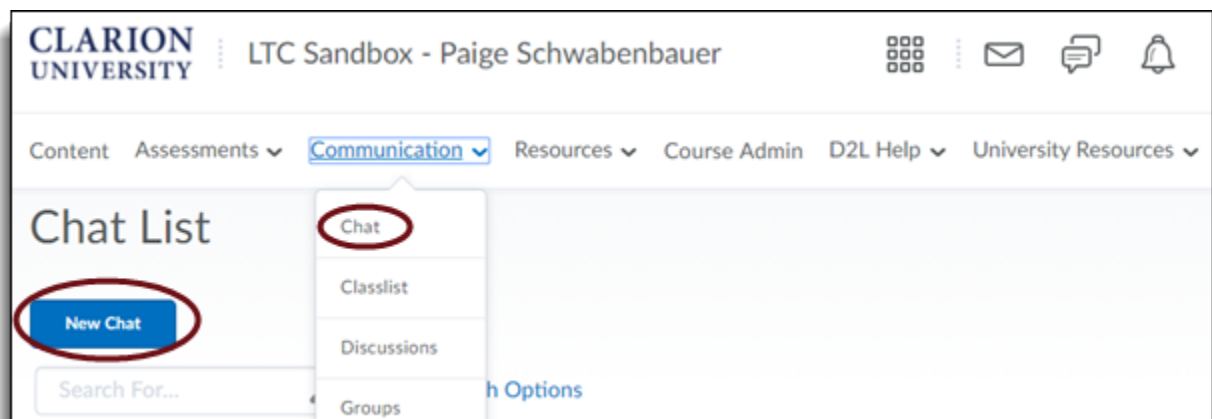 CLARION
UNIVERSITY
LTC Sandbox - Paige Schwabenbauer
Content Assessments Communication Resources Course Admin D2L Help University Resources
Chat List
Chat
Classlist
New Chat
Discussions
Search For...
h Options
Groups